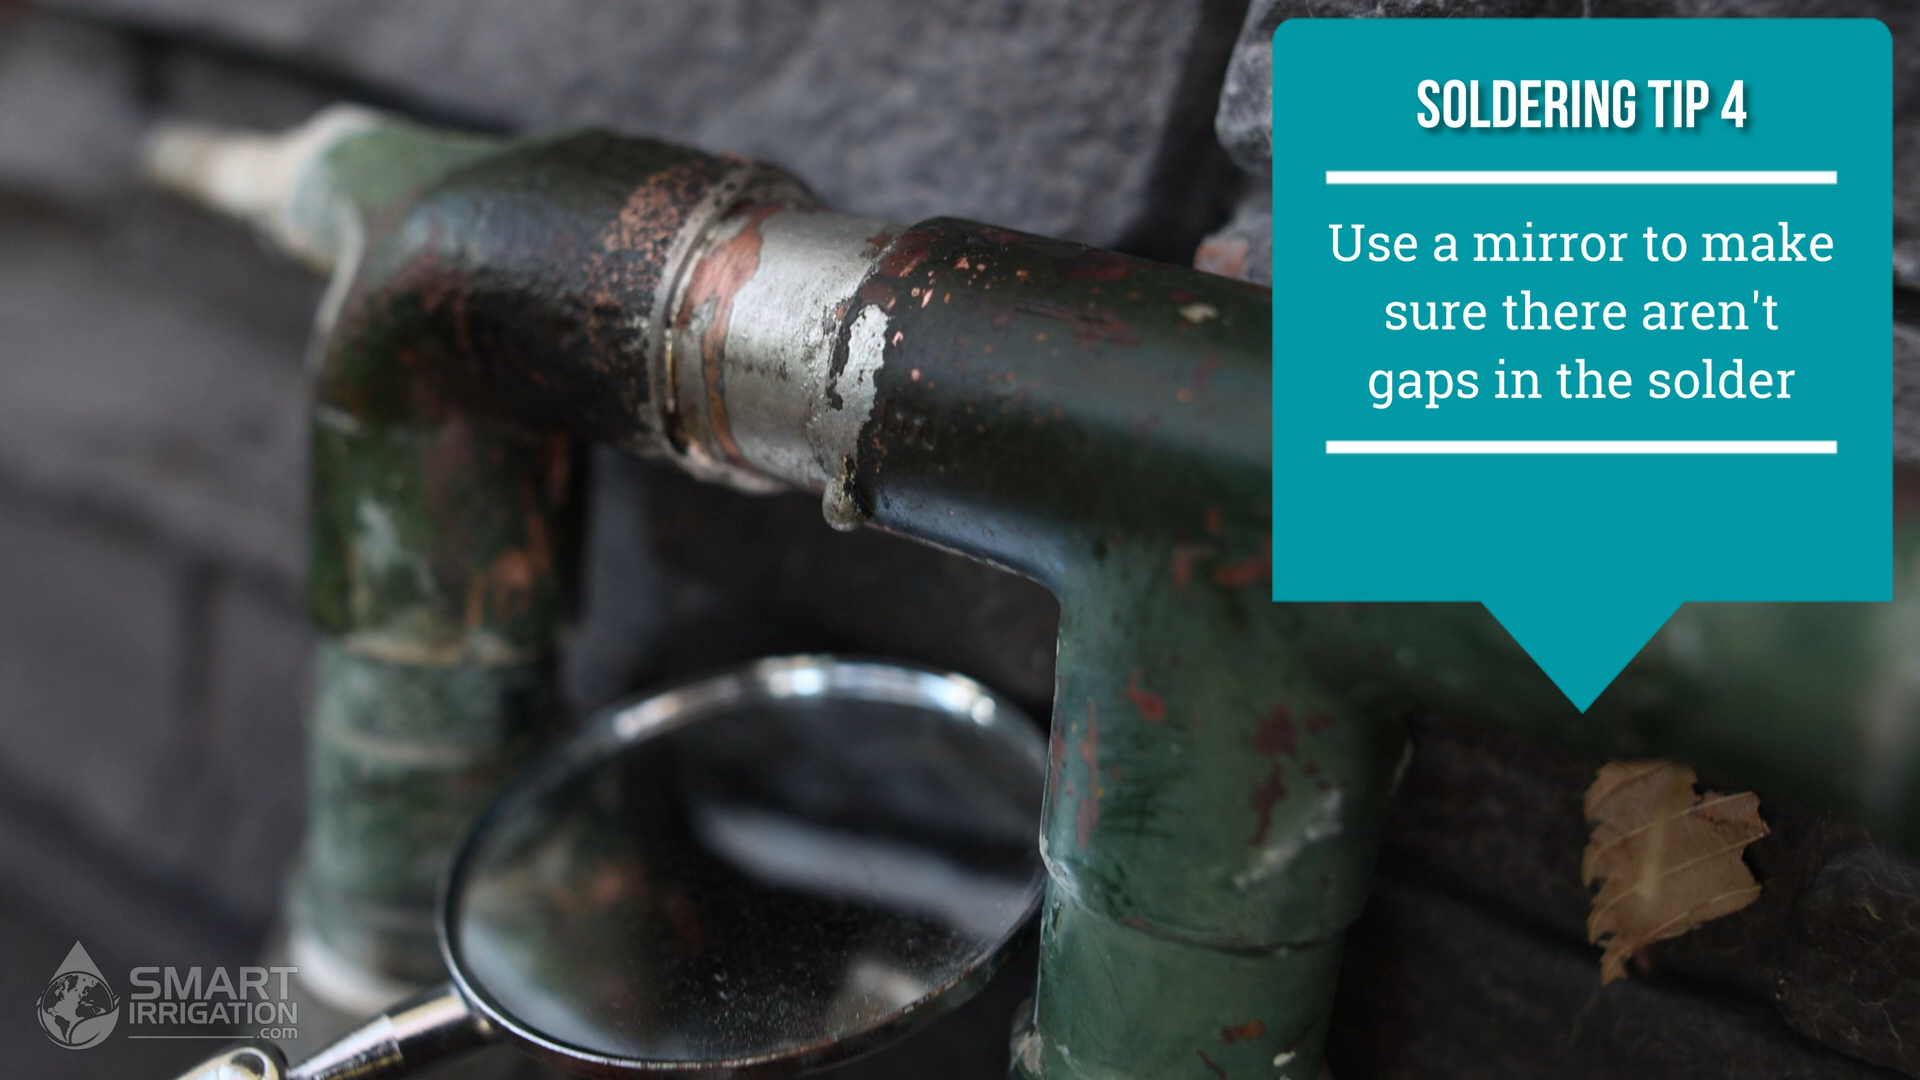 SOLDERING TIP 4
Use a mirror to make
sure there aren't
gaps in the solder
SMART
IRRIGATION
.com